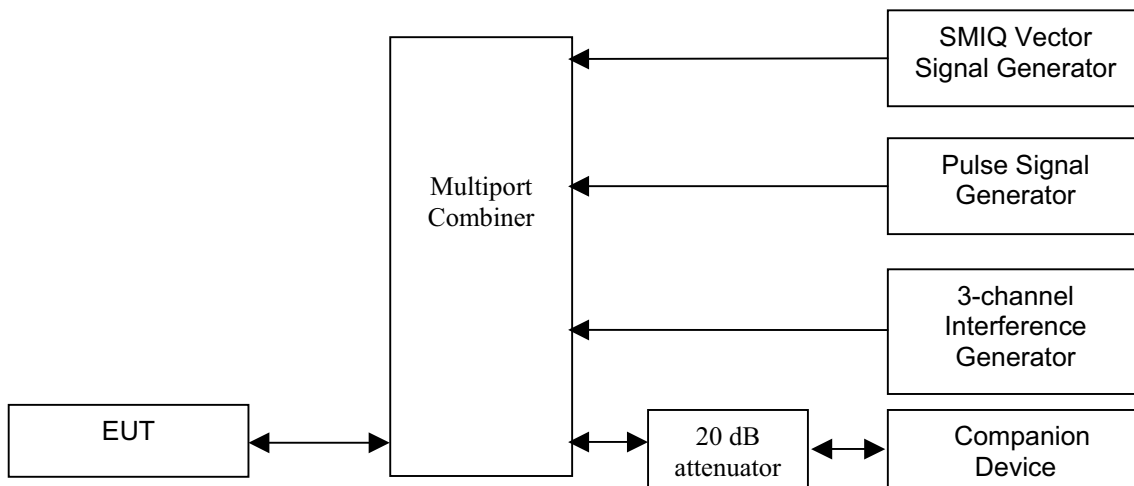 SMIQ Vector
Signal Generator
Pulse Signal
Generator
Multiport
Combiner
3-channel
Interference
Generator
EUT
20 dB
attenuator
Companion
Device